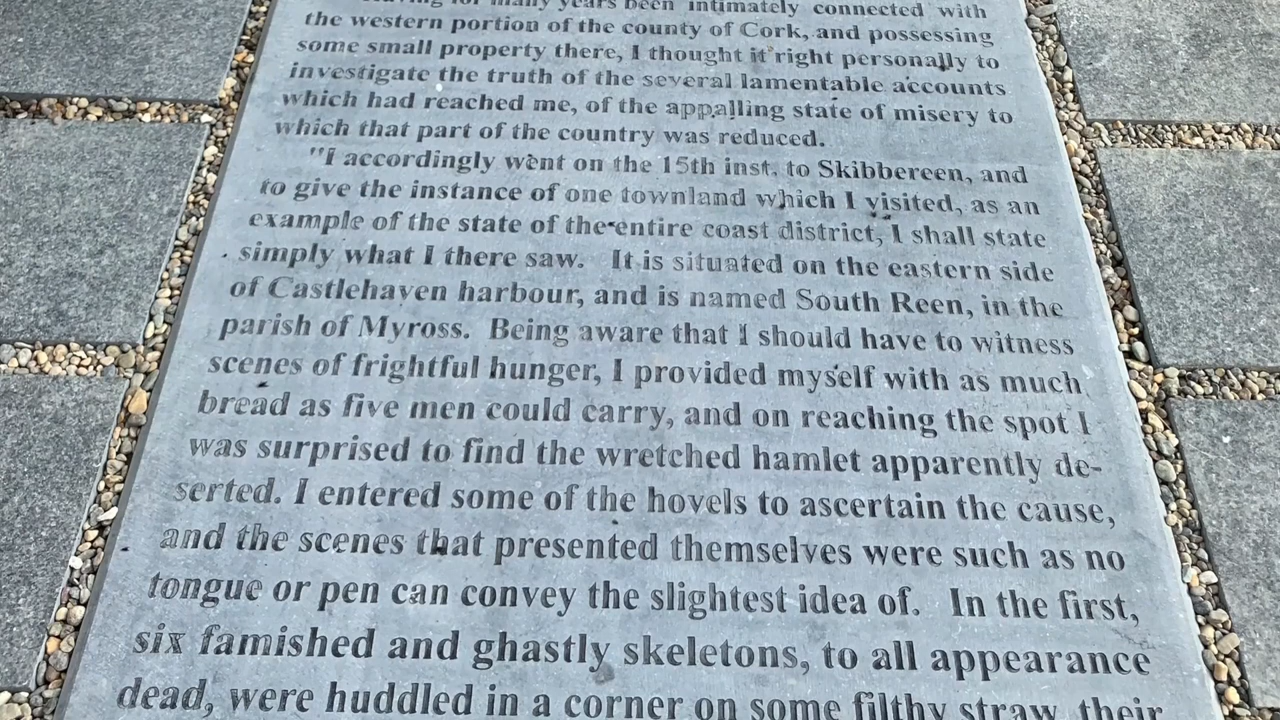 Having for many years been intimately connected with
the western portion of the county of Cork, and possessing
some small property there, I thought it right personally to
investigate the truth of the several lamentable accounts
which had reached me, of the appalling state of misery to
which that part of the country was reduced.
"I accordingly went on the 15th inst. to Skibbereen, and
to give the instance of one townland which I visited, as an
example of the state of the entire coast district, I shall state
simply what I there saw. It is situated on the eastern side
of Castlehaven harbour, and is named South Reen, in the
parish of Myross. Being aware that I should have to witness
scenes of frightful hunger, I provided myself with as much
bread as five men could carry, and on reaching the spot I
was surprised to find the wretched hamlet apparently de-
serted. I entered some of the hovels to ascertain the cause,
and the scenes that presented themselves were such as no
tongue or pen can convey the slightest idea of. In the first,
six famished and ghastly skeletons, to all appearance
dead, were huddled in a corner on some filthy straw, their